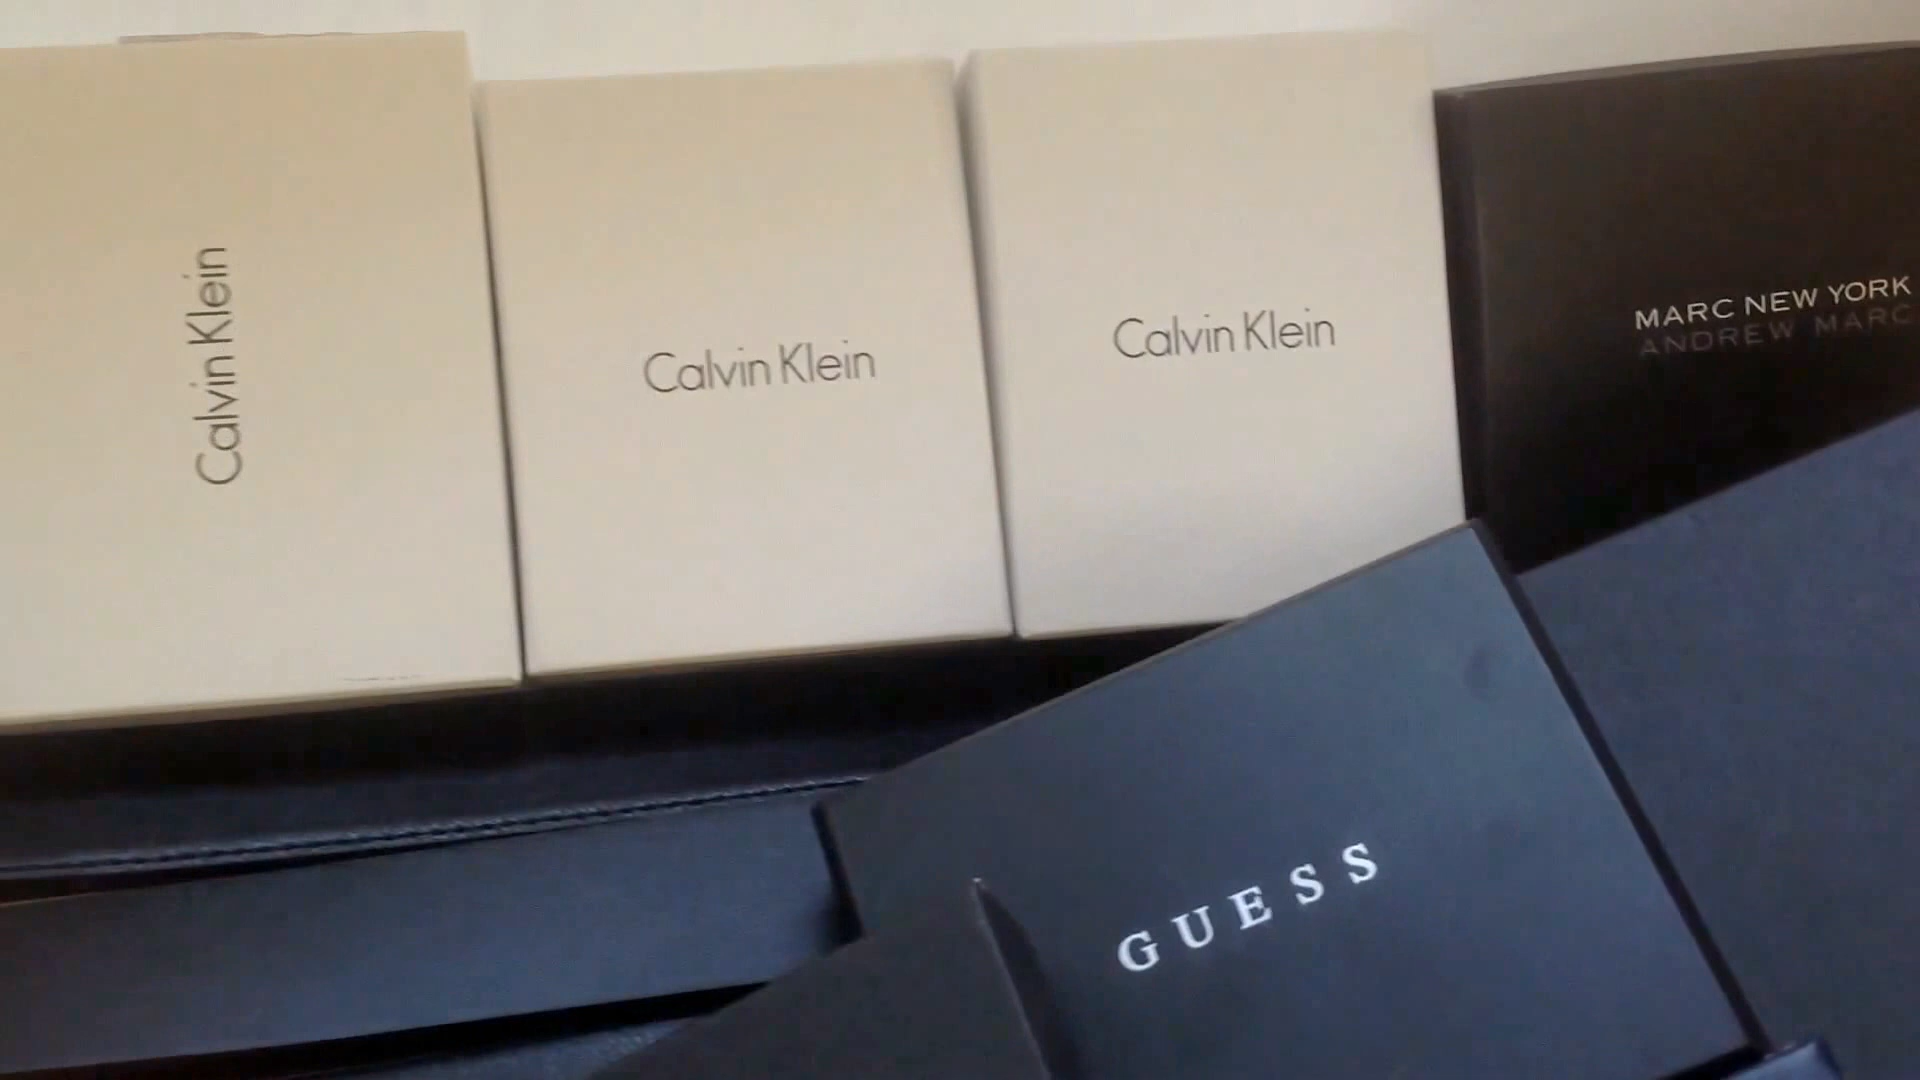 Calvin Klein
Calvin Klein
Calvin Klein
MARC NEW YORK
ANDREW MARC
GUESS